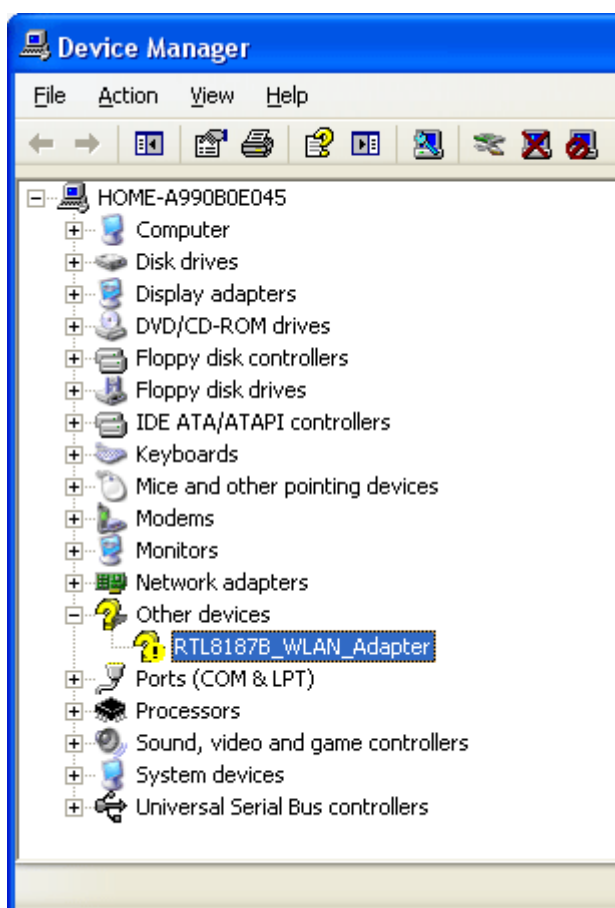 Device Manager
File Action View Help
HOME-A990B0E045
Computer
Disk drives
Display adapters
DVD/CD-ROM drives
Floppy disk controllers
Floppy disk drives
IDE ATA/ATAPI controllers
Keyboards
Mice and other pointing devices
Modems
Monitors
Network adapters
Other devices
RTL8187B_WLAN_Adapter
Ports (COM & LPT)
Processors
Sound, video and game controllers
System devices
Universal Serial Bus controllers